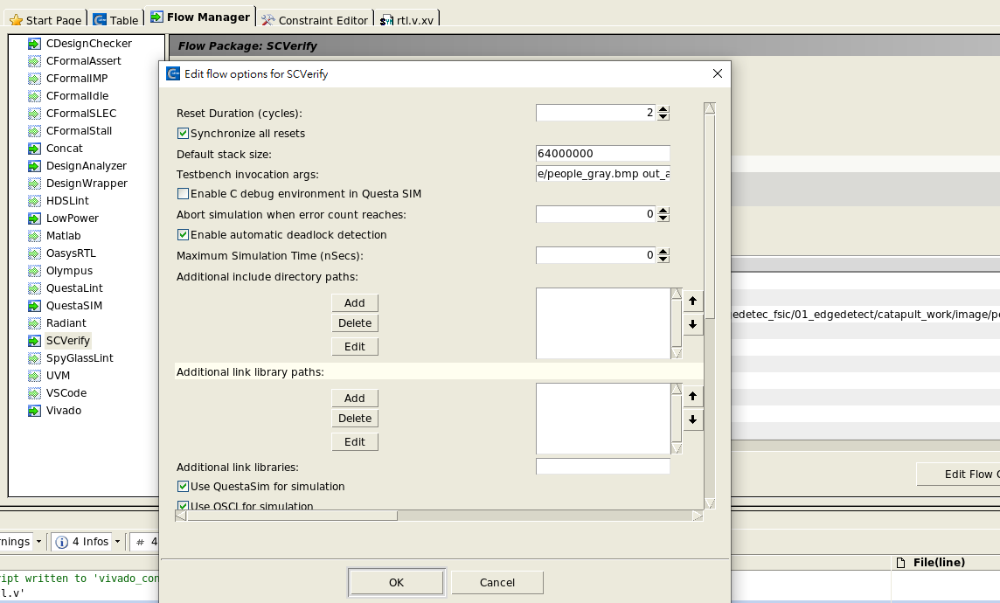 Start Page
Table
Flow Manager
Constraint Editor
rtl.v.xv
CDesignChecker
CFormalAssert
CFormalIMP
CFormalIdle
CFormalSLEC
CFormalStall
Concat
DesignAnalyzer
DesignWrapper
HDSLint
LowPower
Matlab
OasysRTL
Olympus
QuestaLint
QuestaSIM
Radiant
SCVerify
SpyGlassLint
UVM
VSCode
Vivado
Flow Package: SCVerify
Edit flow options for SCVerify
Reset Duration (cycles): 2
Synchronize all resets
Default stack size: 64000000
Testbench invocation args: e/people_gray.bmp out_a
Enable C debug environment in Questa SIM
Abort simulation when error count reaches: 0
Enable automatic deadlock detection
Maximum Simulation Time (nSecs): 0
Additional include directory paths:
Add
Delete
Edit
Additional link library paths:
Add
Delete
Edit
Additional link libraries:
Use QuestaSim for simulation
Use OSCI for simulation
OK
Cancel
edetec_fsic/01_edgedetect/catapult_work/image/pe
Edit Flow
rnings
4 Infos
# 4
File(line)
ript written to 'vivado_con
l.v'